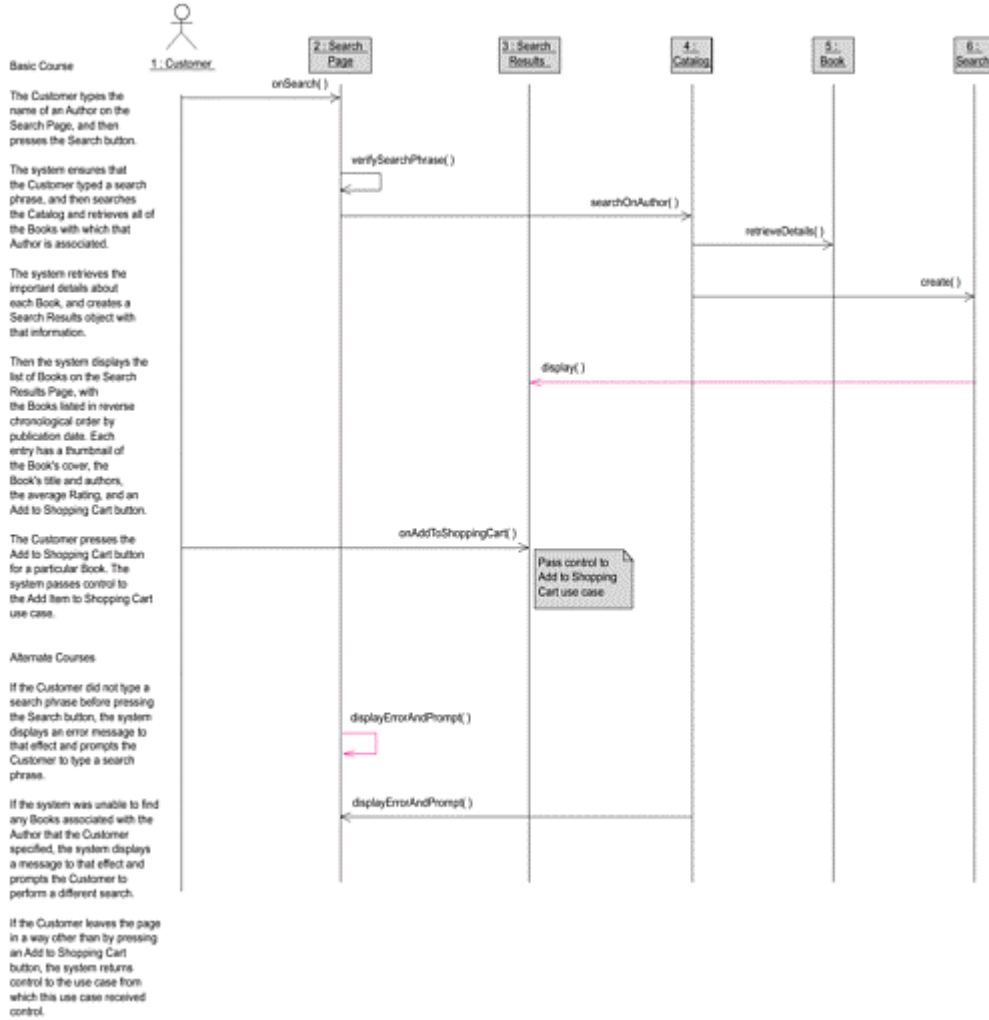 2 : Search
Page
3 : Search
Results
4 :
Catalog
5 :
Book
6 :
Search
1 : Customer
Basic Course
onSearch( )
The Customer types the
name of an Author on the
Search Page, and then
presses the Search button.
verifySearchPhrase( )
The system ensures that
the Customer typed a search
phrase, and then searches
the Catalog and retrieves all of
the Books with which that
Author is associated.
searchOnAuthor( )
retrieveDetails( )
The system retrieves the
important details about
each Book, and creates a
Search Results object with
that information.
create( )
Then the system displays the
list of Books on the Search
Results Page, with
the Books listed in reverse
chronological order by
publication date. Each
entry has a thumbnail of
the Book's cover, the
Book's title and authors,
the average Rating, and an
Add to Shopping Cart button.
display( )
onAddToShoppingCart( )
The Customer presses the
Add to Shopping Cart button
for a particular Book. The
system passes control to
the Add Item to Shopping Cart
use case.
Pass control to
Add to Shopping
Cart use case
Alternate Courses
If the Customer did not type a
search phrase before pressing
the Search button, the system
displays an error message to
that effect and prompts the
Customer to type a search
phrase.
displayErrorAndPrompt( )
If the system was unable to find
any Books associated with the
Author that the Customer
specified, the system displays
a message to that effect and
prompts the Customer to
perform a different search.
displayErrorAndPrompt( )
If the Customer leaves the page
in a way other than by pressing
an Add to Shopping Cart
button, the system returns
control to the use case from
which this use case received
control.